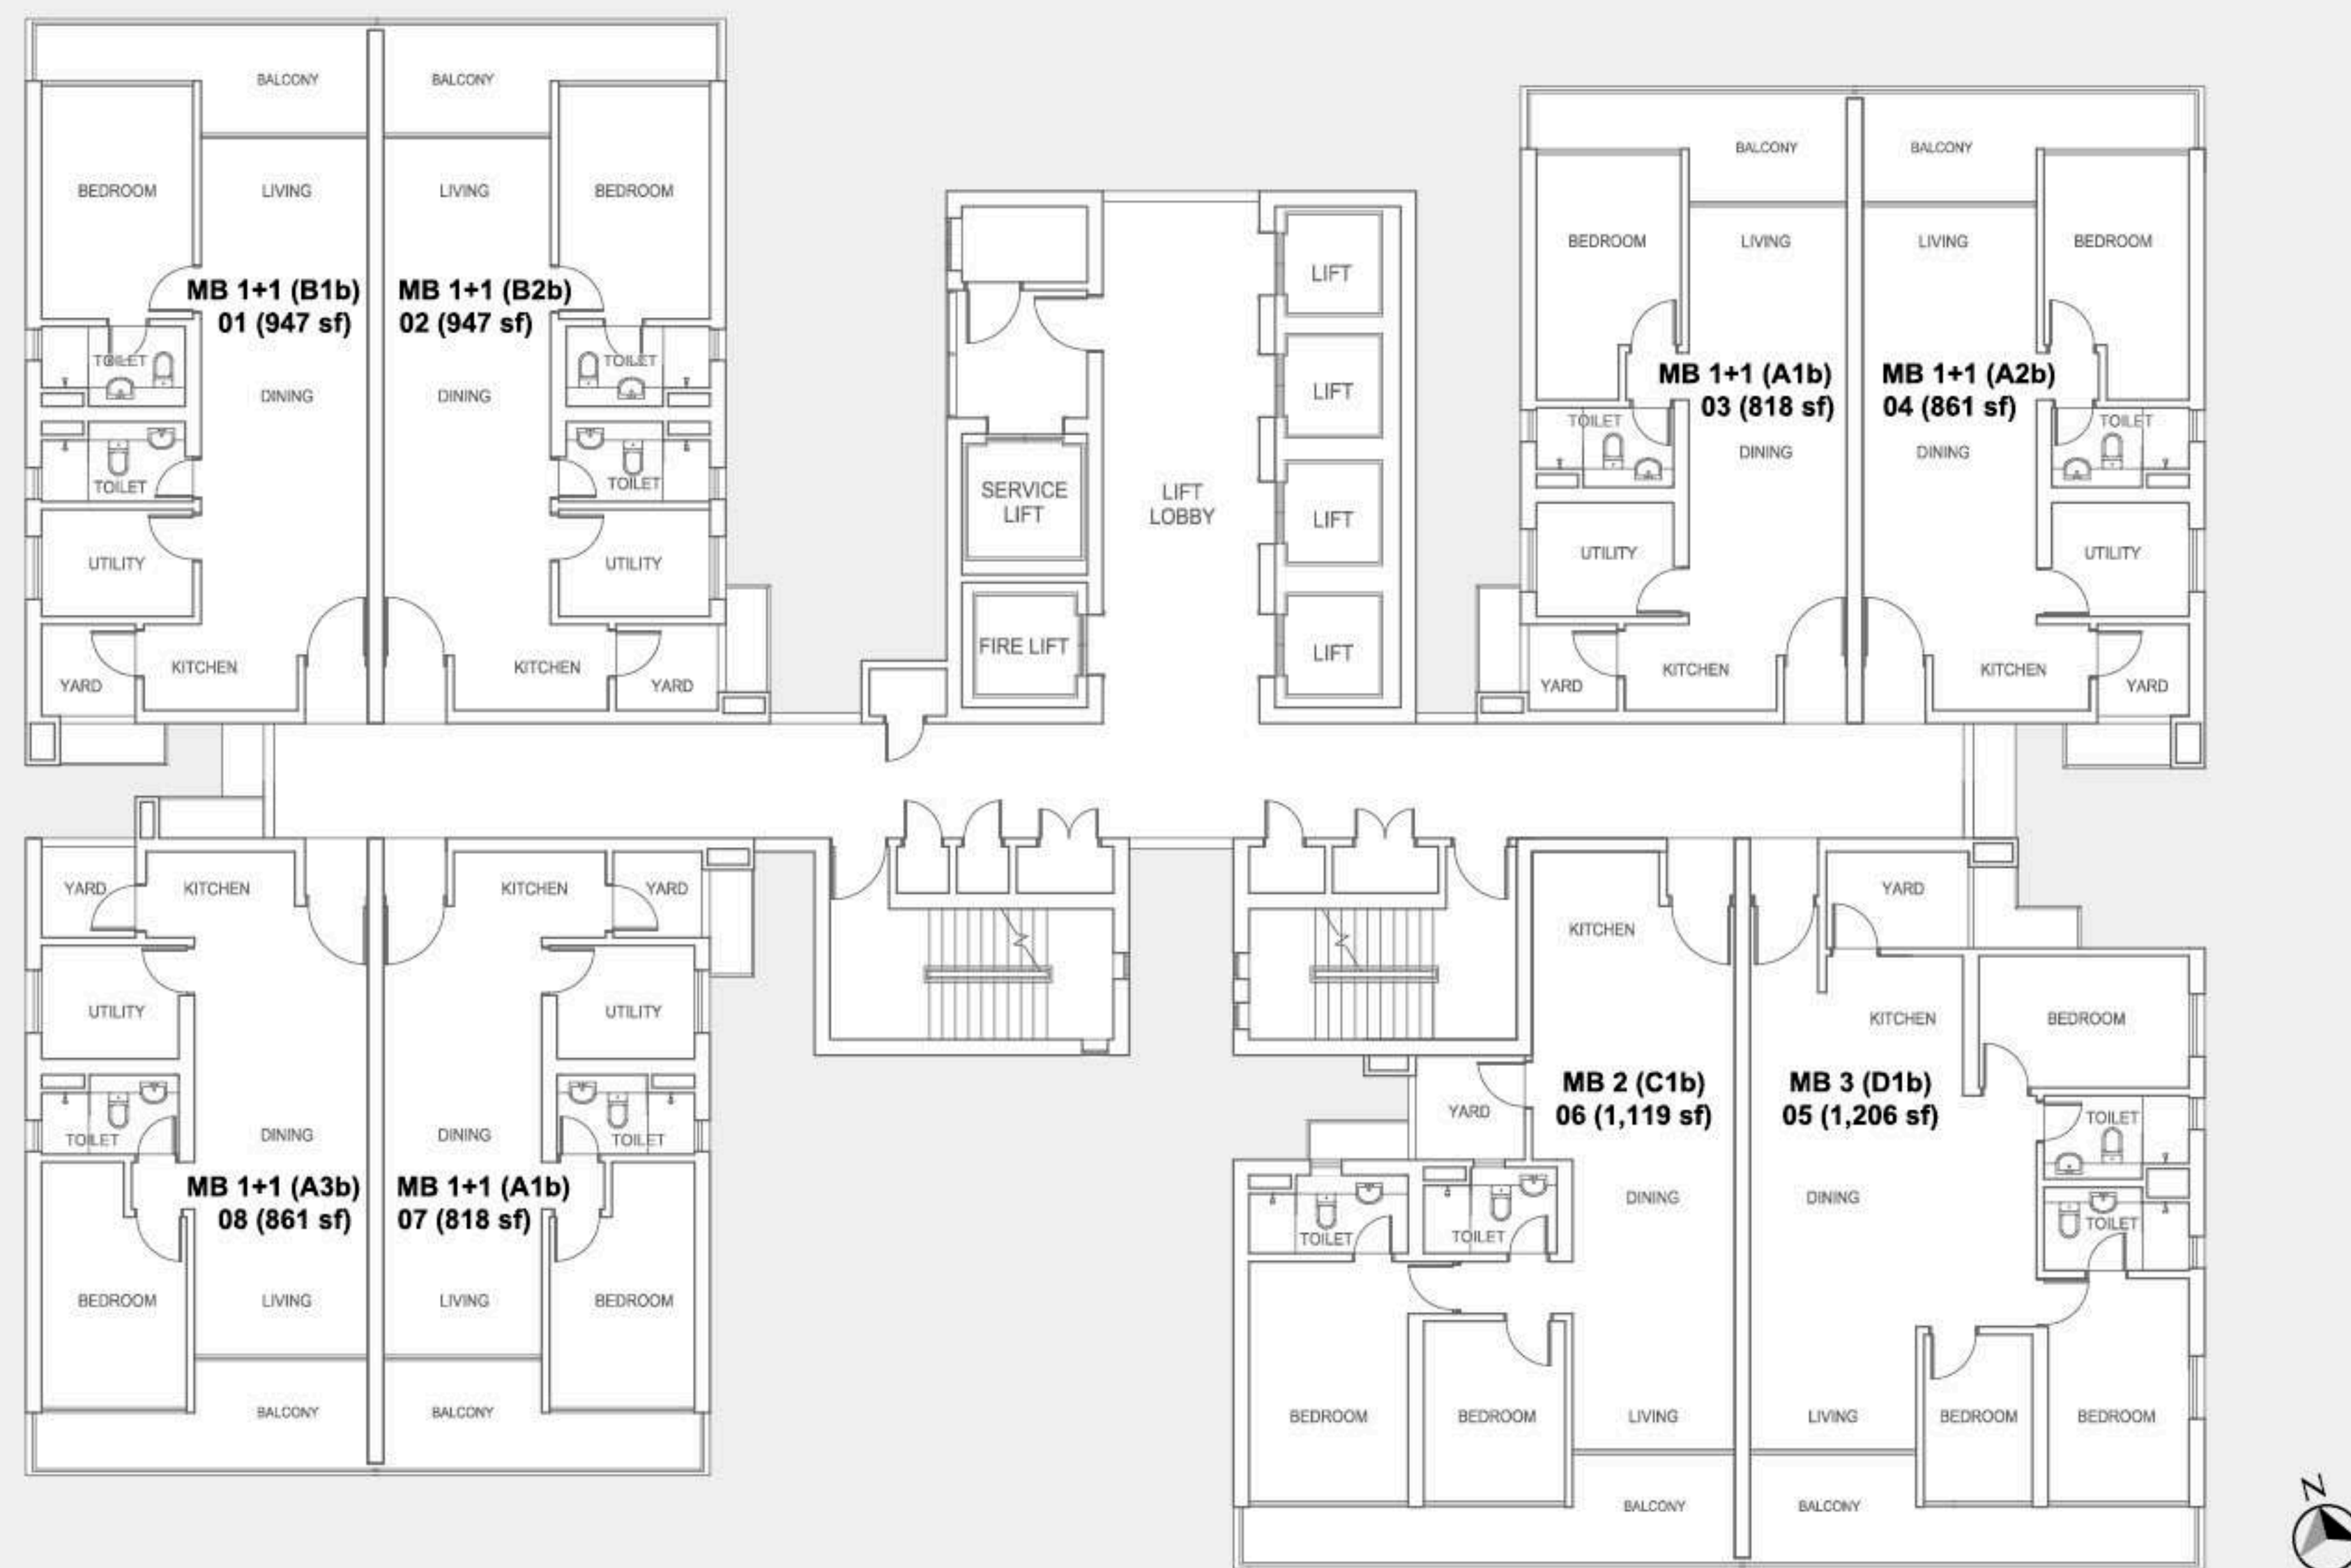 BALCONY
BALCONY
BEDROOM
LIVING
LIVING
BEDROOM
MB 1+1 (B1b)
01 (947 sf)
MB 1+1 (B2b)
02 (947 sf)
TOILET
TOILET
DINING
DINING
TOILET
TOILET
UTILITY
UTILITY
KITCHEN
KITCHEN
YARD
YARD
LIFT
LIFT
SERVICE
LIFT
LIFT
LOBBY
LIFT
FIRE LIFT
LIFT
BALCONY
BALCONY
BEDROOM
LIVING
LIVING
BEDROOM
MB 1+1 (A1b)
03 (818 sf)
MB 1+1 (A2b)
04 (861 sf)
TOILET
TOILET
DINING
DINING
UTILITY
UTILITY
KITCHEN
KITCHEN
YARD
YARD
YARD
KITCHEN
KITCHEN
YARD
UTILITY
UTILITY
TOILET
DINING
DINING
TOILET
MB 1+1 (A3b)
08 (861 sf)
MB 1+1 (A1b)
07 (818 sf)
BEDROOM
LIVING
LIVING
BEDROOM
BALCONY
BALCONY
YARD
KITCHEN
KITCHEN
BEDROOM
MB 2 (C1b)
06 (1,119 sf)
MB 3 (D1b)
05 (1,206 sf)
YARD
TOILET
DINING
DINING
TOILET
TOILET
TOILET
BEDROOM
BEDROOM
LIVING
LIVING
BEDROOM
BEDROOM
BALCONY
BALCONY
N